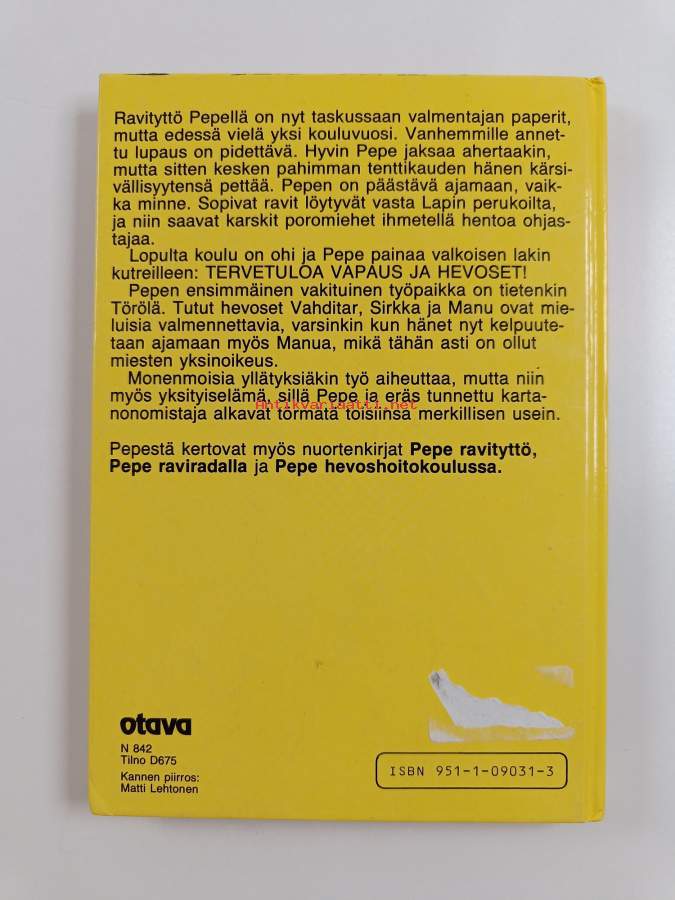 Ravityttö Pepellä on nyt taskussaan valmentajan paperit,
mutta edessä vielä yksi kouluvuosi. Vanhemmille annet-
tu lupaus on pidettävä. Hyvin Pepe jaksaa ahertaakin,
mutta sitten kesken pahimman tenttikauden hänen kärsi-
vällisyytensä pettää. Pepen on päästävä ajamaan, vaik-
ka minne. Sopivat ravit löytyvät vasta Lapin perukoilta,
ja niin saavat karskit poromiehet ihmetellä hentoa ohjas-
tajaa.
Lopulta koulu on ohi ja Pepe painaa valkoisen lakin
kutreilleen: TERVETULOA VAPAUS JA HEVOSET!
Pepen ensimmäinen vakituinen työpaikka on tietenkin
Törölä. Tutut hevoset Vahditar, Sirkka ja Manu ovat mie-
luisia valmennettavia, varsinkin kun hänet nyt kelpuute-
taan ajamaan myös Manua, mikä tähän asti on ollut
miesten yksinoikeus.
Monenmoisia yllätyksiäkin työ aiheuttaa, mutta niin
myös yksityiselämä, sillä Pepe ja eräs tunnettu karta-
Antikvariaatti.net
nonomistaja alkavat törmätä toisiinsa merkillisen usein.
Pepestä kertovat myös nuortenkirjat Pepe ravityttö,
Pepe raviradalla ja Pepe hevoshoitokoulussa.
otava
N 842
Tilno D675
Kannen piirros:
Matti Lehtonen
ISBN 951-1-09031-3